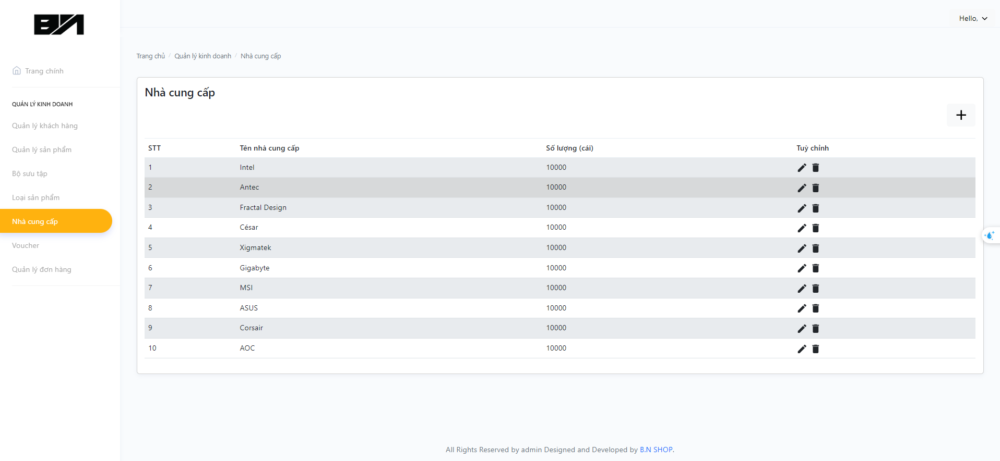 BN
Hello,
Trang chủ / Quản lý kinh doanh / Nhà cung cấp
Trang chính
QUẢN LÝ KINH DOANH
Quản lý khách hàng
Quản lý sản phẩm
Bộ sưu tập
Loại sản phẩm
Nhà cung cấp
Voucher
Quản lý đơn hàng
Nhà cung cấp
STT Tên nhà cung cấp Số lượng (cái) Tuỳ chỉnh
1 Intel 10000
2 Antec 10000
3 Fractal Design 10000
4 César 10000
5 Xigmatek 10000
6 Gigabyte 10000
7 MSI 10000
8 ASUS 10000
9 Corsair 10000
10 AOC 10000
All Rights Reserved by admin Designed and Developed by B.N SHOP.